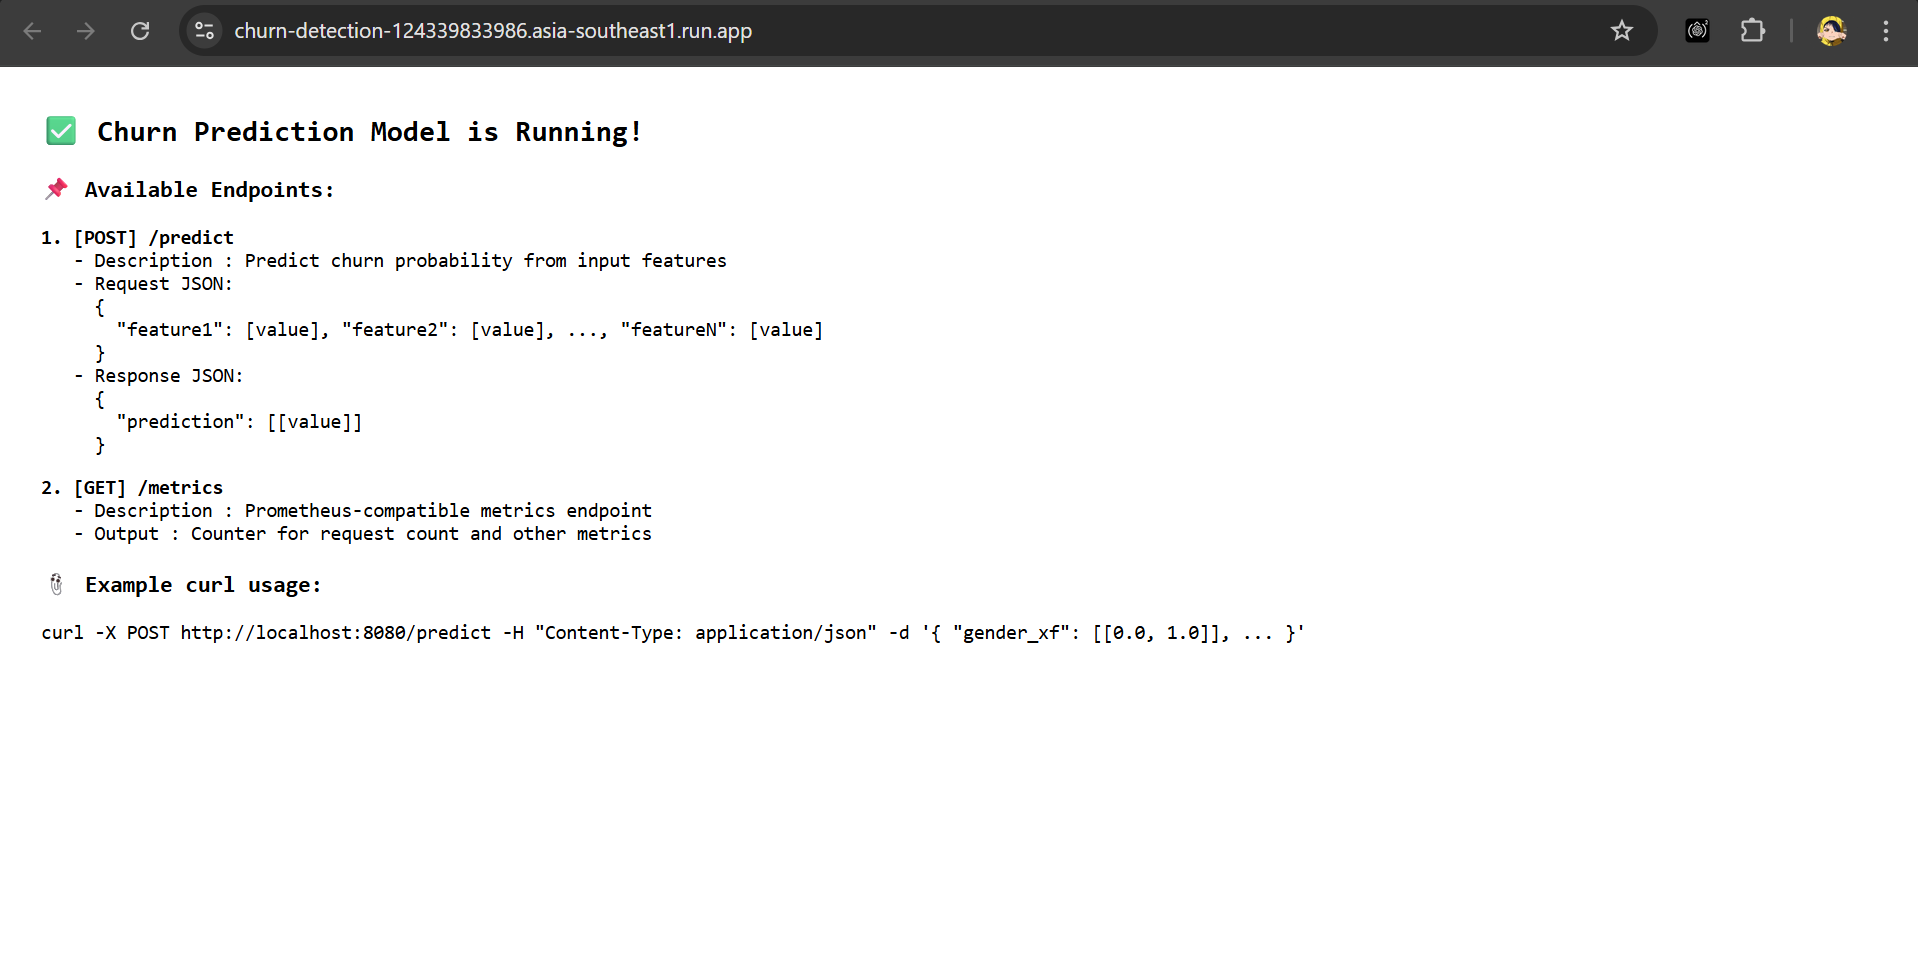 churn-detection-124339833986.asia-southeast1.run.app
✅ Churn Prediction Model is Running!
📌 Available Endpoints:
1. [POST] /predict
- Description : Predict churn probability from input features
- Request JSON:
{
"feature1": [value], "feature2": [value], ..., "featureN": [value]
}
- Response JSON:
{
"prediction": [[value]]
}
2. [GET] /metrics
- Description : Prometheus-compatible metrics endpoint
- Output : Counter for request count and other metrics
Example curl usage:
curl -X POST http://localhost:8080/predict -H "Content-Type: application/json" -d '{ "gender_xf": [[0.0, 1.0]], ... }'